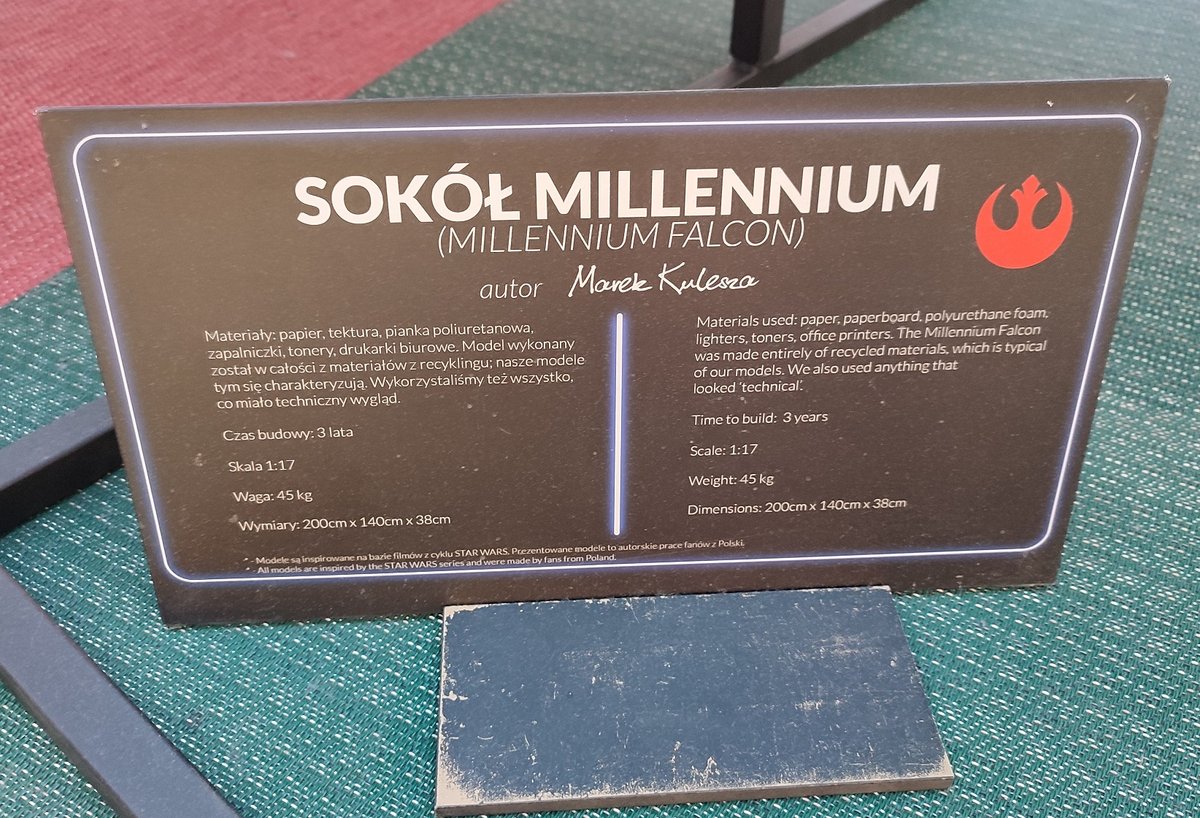 SOKÓŁ MILLENNIUM
(MILLENNIUM FALCON)
autor Marek Kulesza
Materiały: papier, tektura, pianka poliuretanowa,
zapalniczki, tonery, drukarki biurowe. Model wykonany
został w całości z materiałów z recyklingu; nasze modele
tym się charakteryzują. Wykorzystaliśmy też wszystko,
co miało techniczny wygląd.
Czas budowy: 3 lata
Skala 1:17
Waga: 45 kg
Wymiary: 200cm x 140cm x 38cm
Materials used: paper, paperboard, polyurethane foam,
lighters, toners, office printers. The Millennium Falcon
was made entirely of recycled materials, which is typical
of our models. We also used anything that
looked 'technical'.
Time to build: 3 years
Scale: 1:17
Weight: 45 kg
Dimensions: 200cm x 140cm x 38cm
* - Modele są inspirowane na bazie filmów z cyklu STAR WARS. Prezentowane modele to autorskie prace fanów z Polski.
* - All models are inspired by the STAR WARS series and were made by fans from Poland.